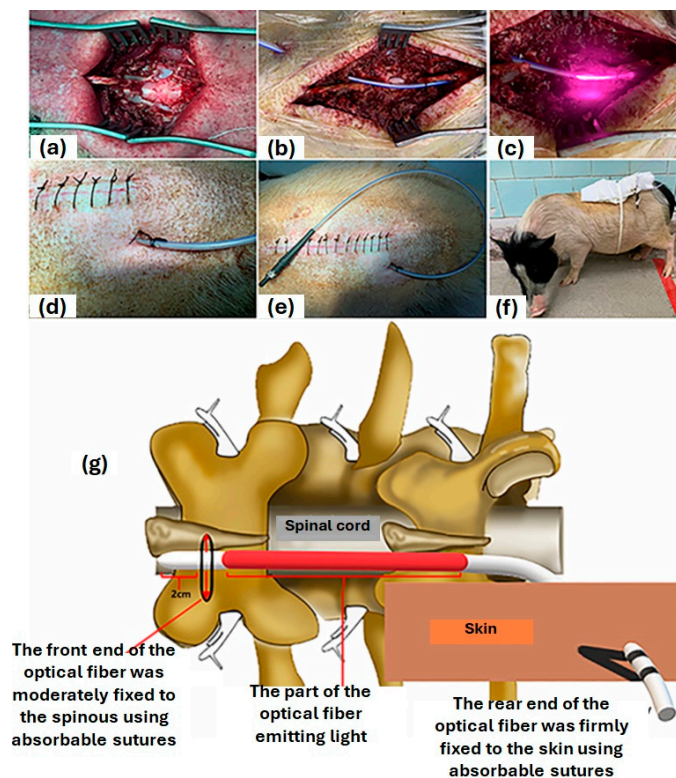 (a)
(b)
(c)
(d)
(e)
(f)
(g)
Spinal cord
2cm
Skin
The front end of the
optical fiber was
moderately fixed to
the spinous using
absorbable sutures
The part of the
optical fiber
emitting light
The rear end of the
optical fiber was firmly
fixed to the skin using
absorbable sutures